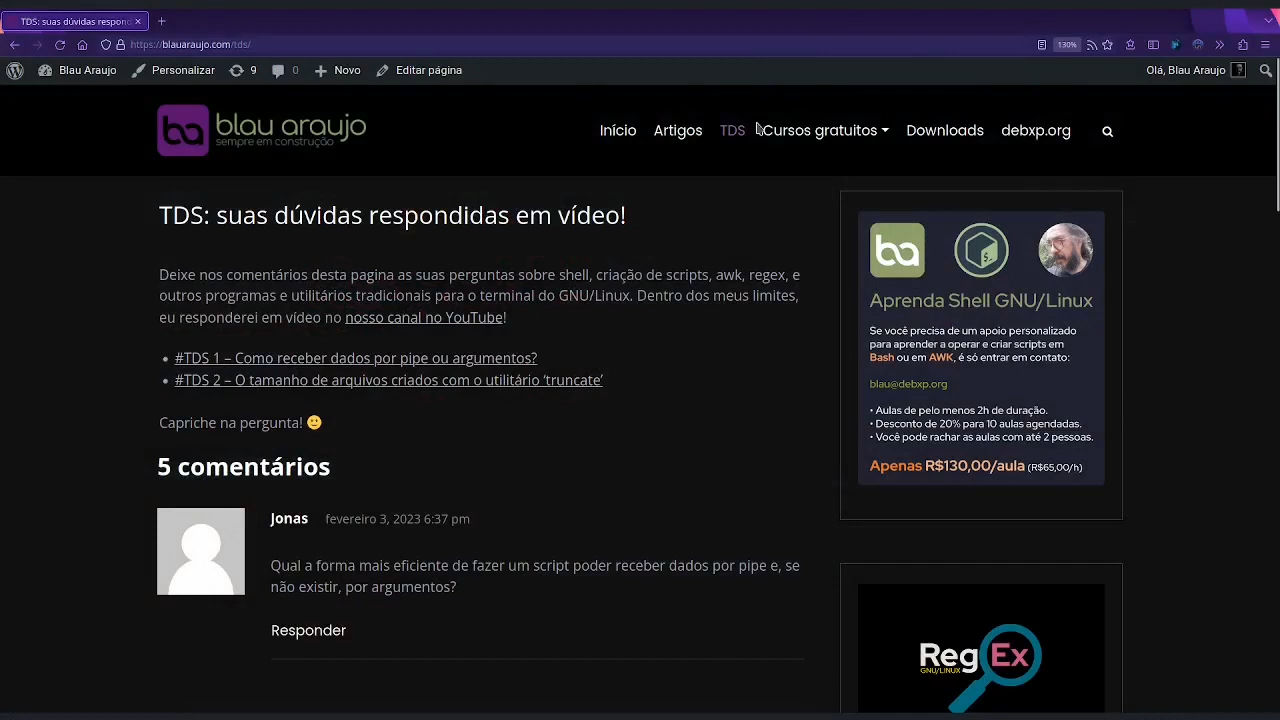 TDS: suas dúvidas respond
https://blauaraujo.com/tds/
130%
Blau Araujo
Personalizar
9
0
Novo
Editar página
Olá, Blau Araujo
ba blau araujo
sempre em construção
Início
Artigos
TDS
Cursos gratuitos
Downloads
debxp.org
TDS: suas dúvidas respondidas em vídeo!
Deixe nos comentários desta pagina as suas perguntas sobre shell, criação de scripts, awk, regex, e
outros programas e utilitários tradicionais para o terminal do GNU/Linux. Dentro dos meus limites,
eu responderei em vídeo no nosso canal no YouTube!
• #TDS 1 – Como receber dados por pipe ou argumentos?
• #TDS 2 – O tamanho de arquivos criados com o utilitário ‘truncate’
Capriche na pergunta! 🙂
5 comentários
Jonas fevereiro 3, 2023 6:37 pm
Qual a forma mais eficiente de fazer um script poder receber dados por pipe e, se
não existir, por argumentos?
Responder
ba
$.
Aprenda Shell GNU/Linux
Se você precisa de um apoio personalizado
para aprender a operar e criar scripts em
Bash ou em AWK, é só entrar em contato:
blau@debxp.org
• Aulas de pelo menos 2h de duração.
• Desconto de 20% para 10 aulas agendadas.
• Você pode rachar as aulas com até 2 pessoas.
Apenas R$130,00/aula (R$65,00/h)
RegEx
GNU/LINUX